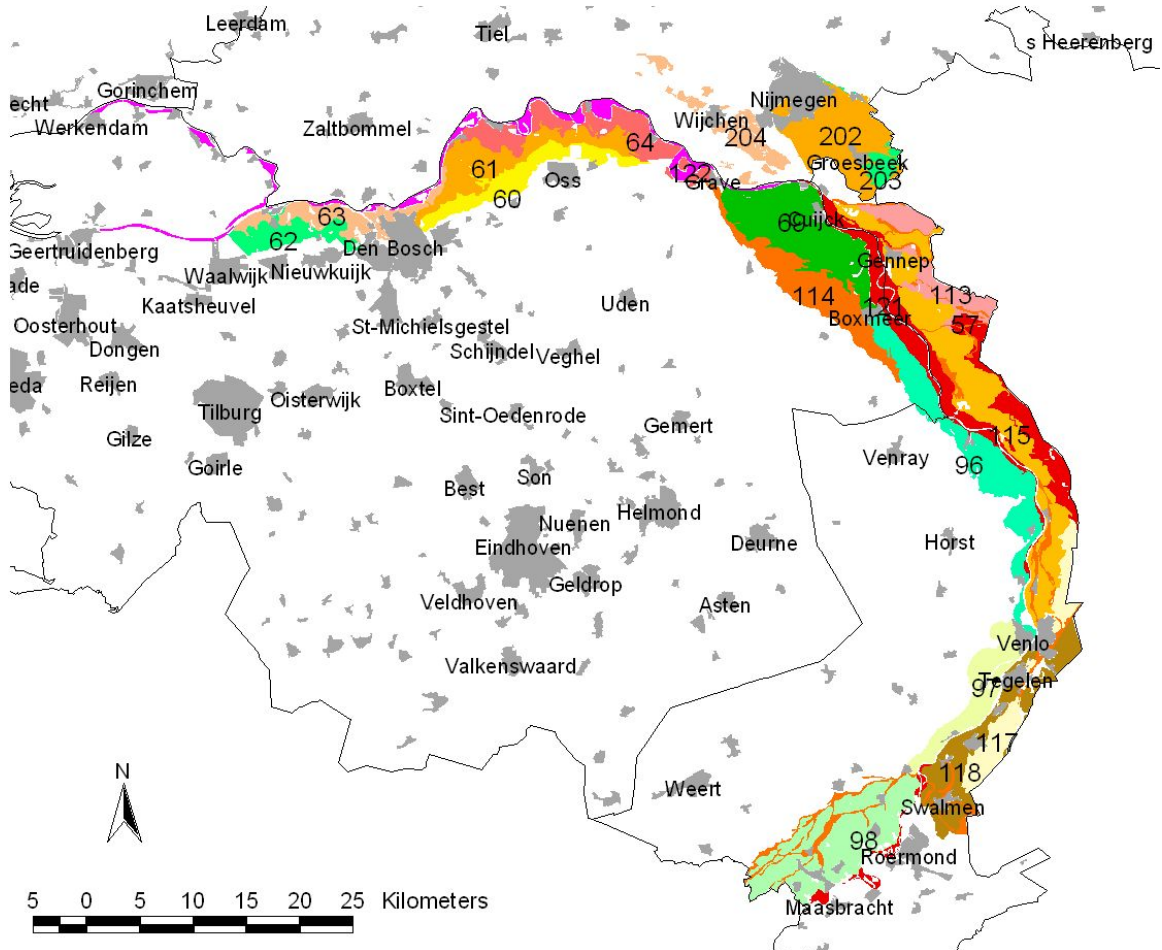 Leerdam
Tiel
s Heerenberg
Gorinchem
Nijmegen
echt
Werkendam
Zaltbommel
Wijchen
204
202
64
61
122
Grave
Groesbeek
203
Oss
60
63
69
Cuijck
62
Geertruidenberg
Den Bosch
Gennep
Waalwijk
Nieuwkuijk
ade
Kaatsheuvel
114
121
113
Uden
Boxmeer
57
Oosterhout
St-Michielsgestel
Dongen
Schijndel
Veghel
eda
Reijen
Boxtel
Oisterwijk
Tilburg
Sint-Oedenrode
Gemert
115
Gilze
Goirle
Venray
96
Son
Best
Helmond
Nuenen
Eindhoven
Deurne
Horst
Geldrop
Veldhoven
Asten
Venlo
Valkenswaard
Tegelen
97
117
N
118
Weert
Swalmen
98
Roermond
5 0 5 10 15 20 25 Kilometers
Maasbracht